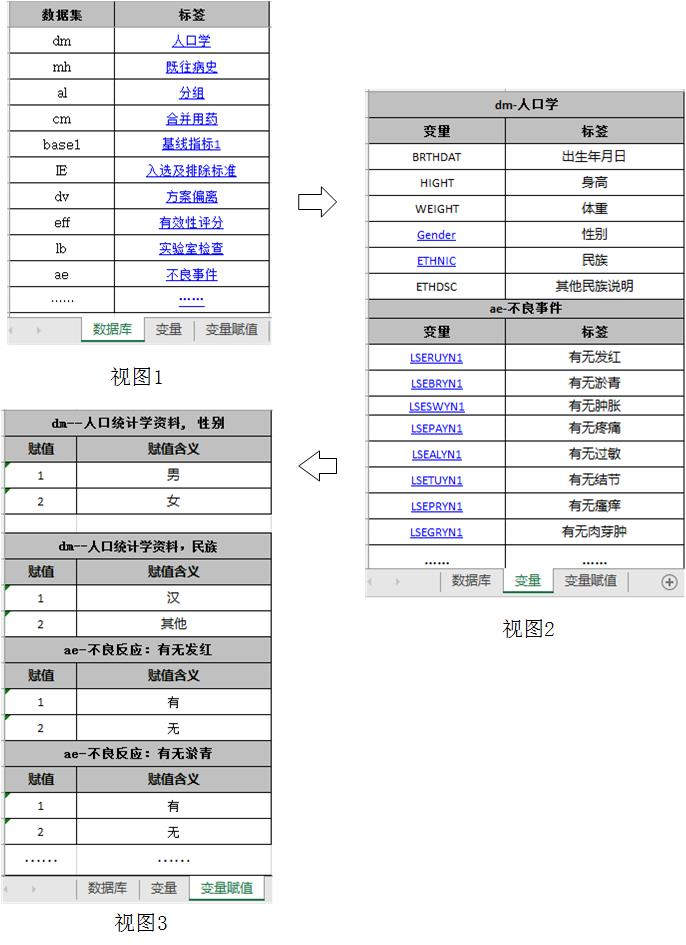 数据集 标签
dm 人口学
mh 既往病史
al 分组
cm 合并用药
base1 基线指标1
IE 入选及排除标准
dv 方案偏离
eff 有效性评分
lb 实验室检查
ae 不良事件
…… ……
数据库 变量 变量赋值
视图1
dm-人口学
变量 标签
BRTHDAT 出生年月日
HIGHT 身高
WEIGHT 体重
Gender 性别
ETHNIC 民族
ETHDSC 其他民族说明
ae-不良事件
变量 标签
LSERUYN1 有无发红
LSEBRYN1 有无淤青
LSESWYN1 有无肿胀
LSEPAYN1 有无疼痛
LSEALYN1 有无过敏
LSETUYN1 有无结节
LSEPRYN1 有无瘙痒
LSEGRYN1 有无肉芽肿
…… ……
数据库 变量 变量赋值
视图2
dm--人口统计学资料, 性别
赋值 赋值含义
1 男
2 女
dm--人口统计学资料，民族
赋值 赋值含义
1 汉
2 其他
ae-不良反应：有无发红
赋值 赋值含义
1 有
2 无
ae-不良反应：有无淤青
赋值 赋值含义
1 有
2 无
…… ……
数据库 变量 变量赋值
视图3